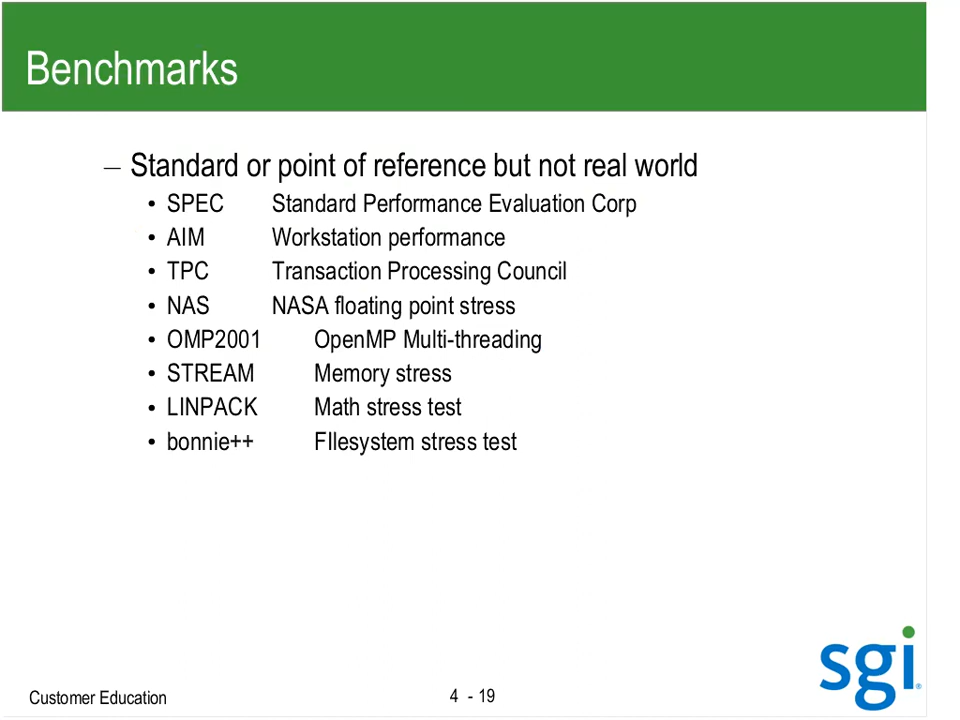 Benchmarks
– Standard or point of reference but not real world
• SPEC Standard Performance Evaluation Corp
• AIM Workstation performance
• TPC Transaction Processing Council
• NAS NASA floating point stress
• OMP2001 OpenMP Multi-threading
• STREAM Memory stress
• LINPACK Math stress test
• bonnie++ FIlesystem stress test
sgi®
Customer Education 4 - 19